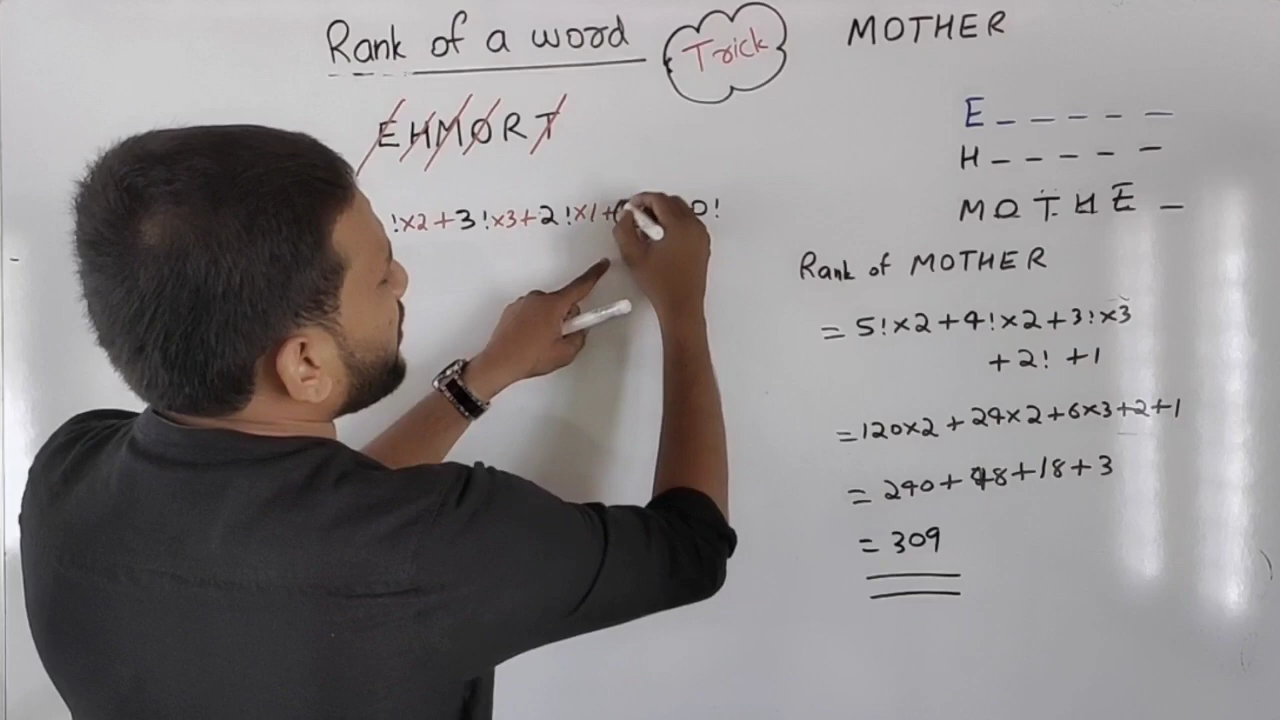 Rank of a word
Trick
MOTHER
EHMORT
!×2+3!×3+2!×1+ 0!
E _ _ _ _ _
H _ _ _ _ _
MOTHE _
Rank of MOTHER
= 5!×2+4!×2+3!×3
+2! +1
=120×2+24×2+6×3+2+1
= 240+48+18+3
= 309